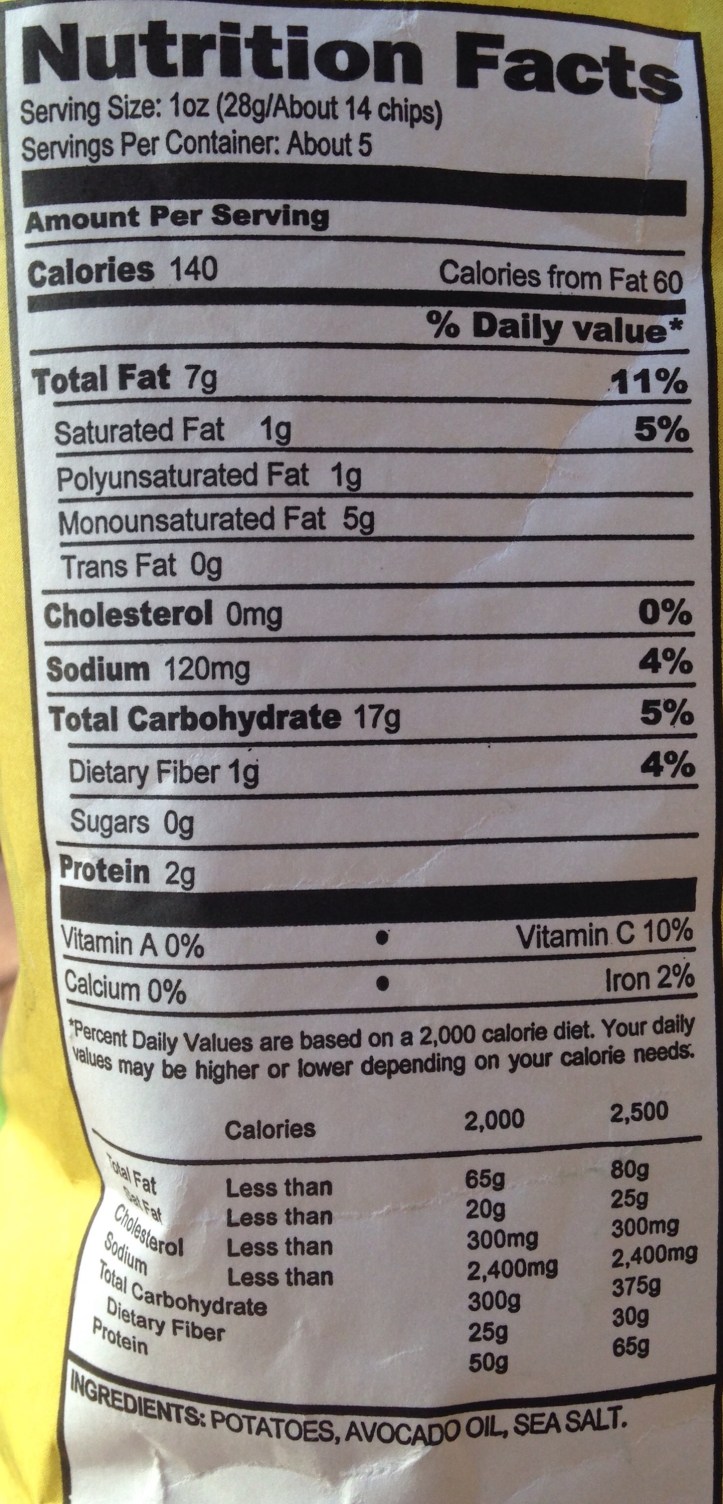 Nutrition Facts
Serving Size: 1oz (28g/About 14 chips)
Servings Per Container: About 5
Amount Per Serving
Calories 140 Calories from Fat 60
% Daily value*
Total Fat 7g 11%
Saturated Fat 1g 5%
Polyunsaturated Fat 1g
Monounsaturated Fat 5g
Trans Fat 0g
Cholesterol 0mg 0%
Sodium 120mg 4%
Total Carbohydrate 17g 5%
Dietary Fiber 1g 4%
Sugars 0g
Protein 2g
Vitamin A 0% • Vitamin C 10%
Calcium 0% • Iron 2%
*Percent Daily Values are based on a 2,000 calorie diet. Your daily
values may be higher or lower depending on your calorie needs.
Calories 2,000 2,500
Total Fat Less than 65g 80g
Sat Fat Less than 20g 25g
Cholesterol Less than 300mg 300mg
Sodium Less than 2,400mg 2,400mg
Total Carbohydrate 300g 375g
Dietary Fiber 25g 30g
Protein 50g 65g
INGREDIENTS: POTATOES, AVOCADO OIL, SEA SALT.